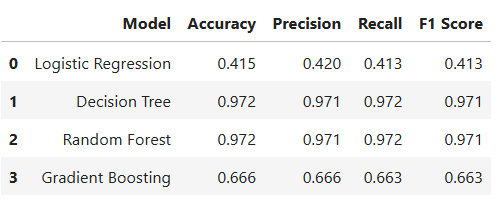 Model Accuracy Precision Recall F1 Score
0 Logistic Regression 0.415 0.420 0.413 0.413
1 Decision Tree 0.972 0.971 0.972 0.971
2 Random Forest 0.972 0.971 0.972 0.971
3 Gradient Boosting 0.666 0.666 0.663 0.663